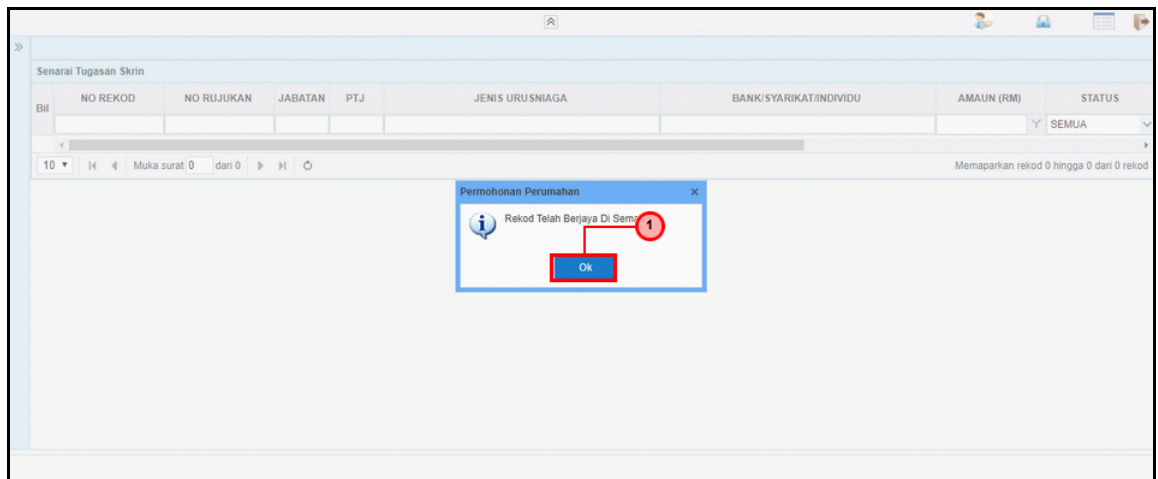 Senarai Tugasan Skrin
Bil NO REKOD NO RUJUKAN JABATAN PTJ JENIS URUSNIAGA BANK/SYARIKAT/INDIVIDU AMAUN (RM) STATUS
SEMUA
10 Muka surat 0 dari 0 Memaparkan rekod 0 hingga 0 dari 0 rekod
Permohonan Perumahan
Rekod Telah Berjaya Di
1
Ok